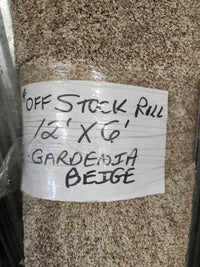 *OFF STOCK ROLL
12' X 6'
GARDENIA
BEIGE